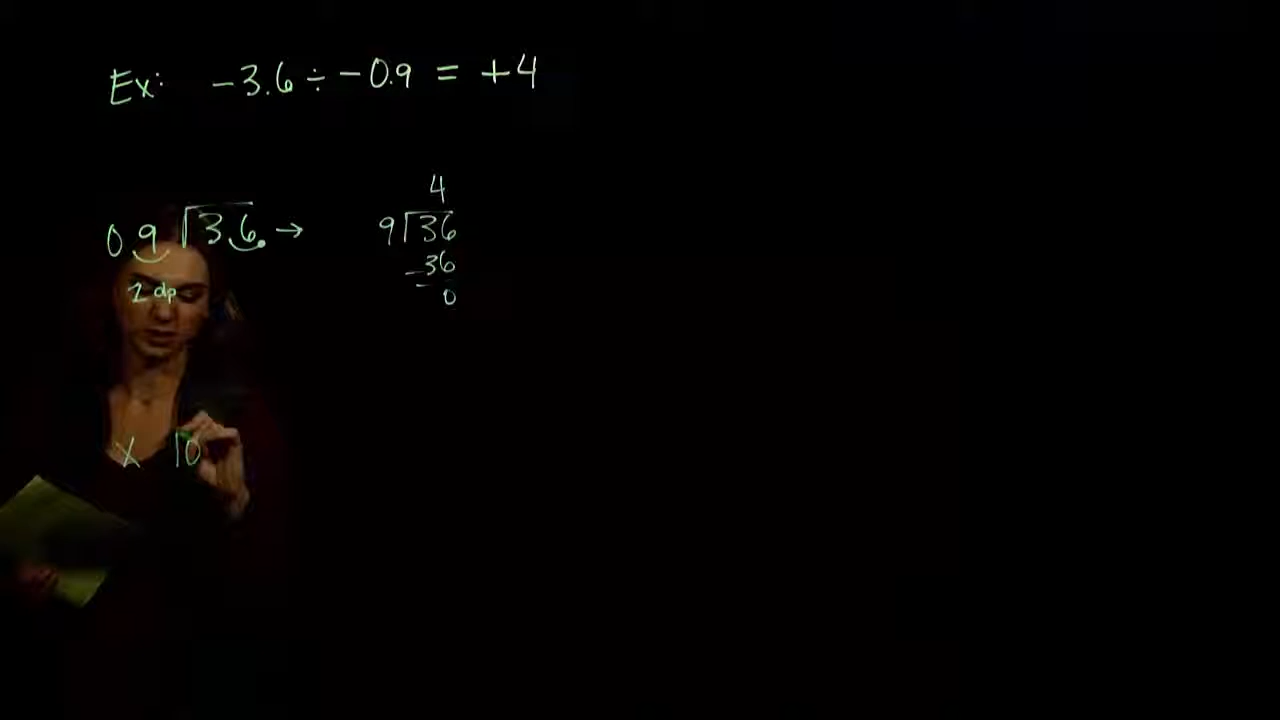 Ex: -3.6 ÷ -0.9 = +4
4
0 9 √3 6. → 9 √36
-36
2 dp
0
x 10